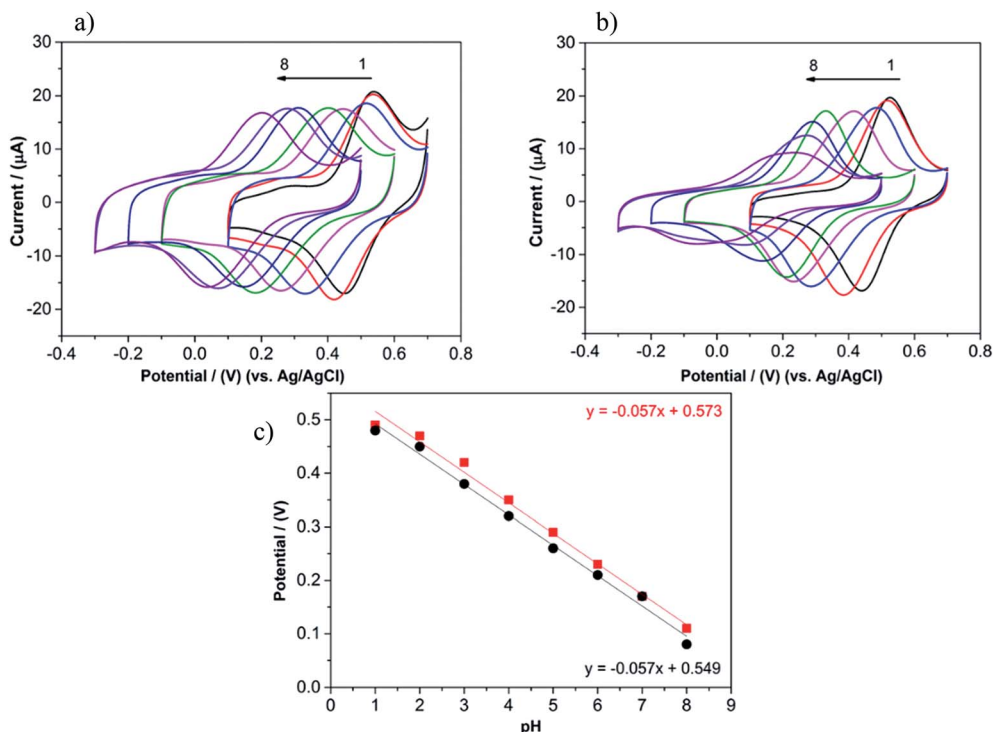 a)
30
20
10
0
-10
-20
Current / (µA)
8 1
-0.4 -0.2 0.0 0.2 0.4 0.6 0.8
Potential / (V) (vs. Ag/AgCl)
b)
30
20
10
0
-10
-20
Current / (µA)
8 1
-0.4 -0.2 0.0 0.2 0.4 0.6 0.8
Potential / (V) (vs. Ag/AgCl)
c)
0.5
0.4
0.3
0.2
0.1
0.0
Potential / (V)
y = -0.057x + 0.573
y = -0.057x + 0.549
0 1 2 3 4 5 6 7 8 9
pH